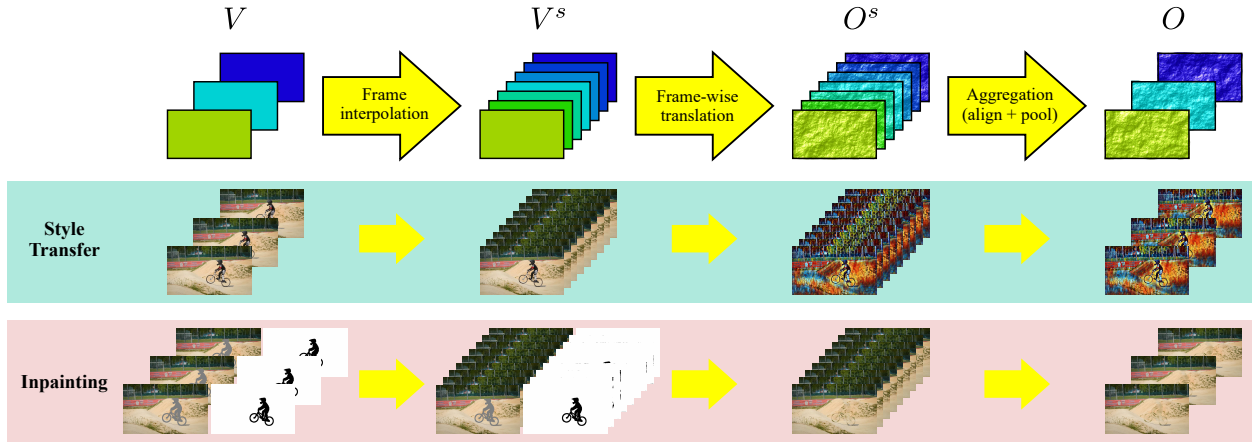 V
V^s
O^s
O
Frame
interpolation
Frame-wise
translation
Aggregation
(align + pool)
Style
Transfer
Inpainting